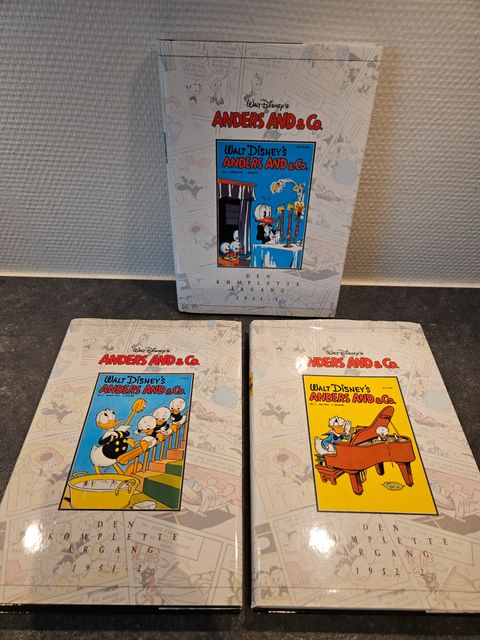 Walt Disney's
ANDERS AND & Co.
WALT DISNEY'S
ANDERS AND & Co.
DEN
KOMPLETTE
ÅRGANG
Walt Disney's
ANDERS AND & Co.
WALT DISNEY'S
ANDERS AND & Co.
DEN
KOMPLETTE
ÅRGANG
1951-2
Walt Disney's
ANDERS AND & Co.
WALT DISNEY'S
ANDERS AND & Co.
DEN
KOMPLETTE
ÅRGANG
1952-2